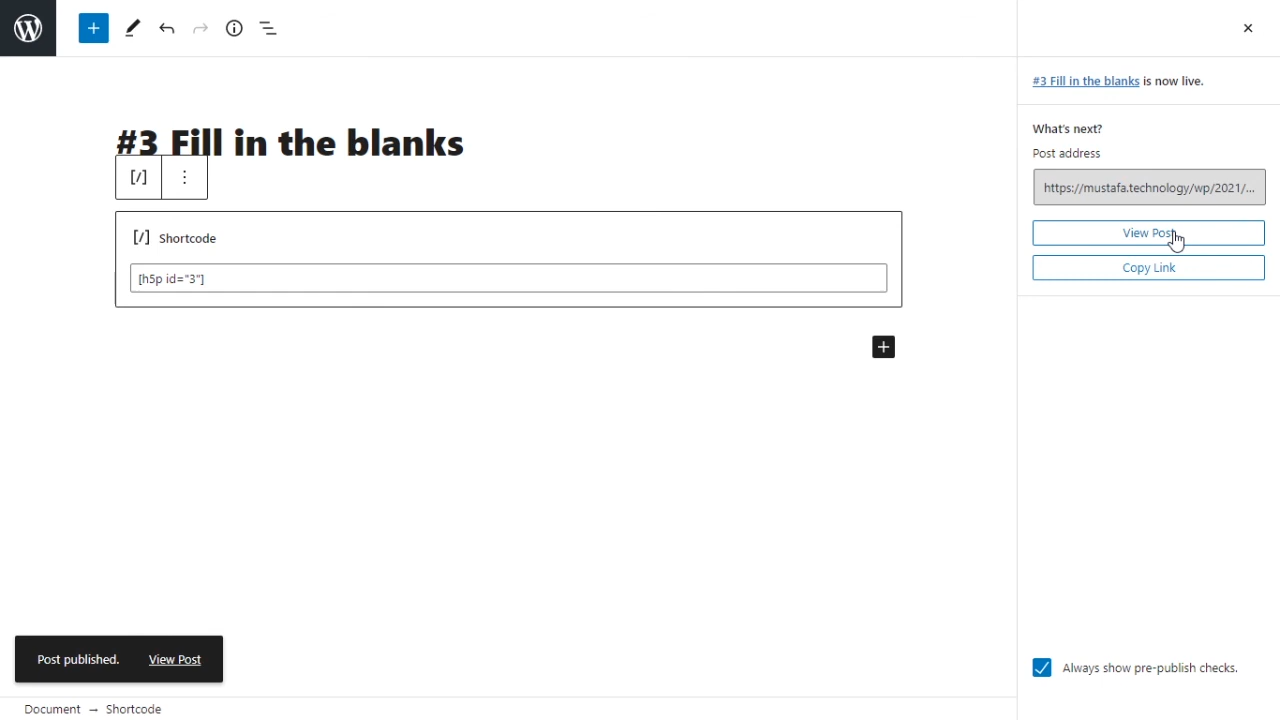 #3 Fill in the blanks is now live.
#3 Fill in the blanks
What's next?
Post address
https://mustafa.technology/wp/2021/...
View Post
Copy Link
[/]
[/] Shortcode
[h5p id="3"]
Post published. View Post
Always show pre-publish checks.
Document → Shortcode